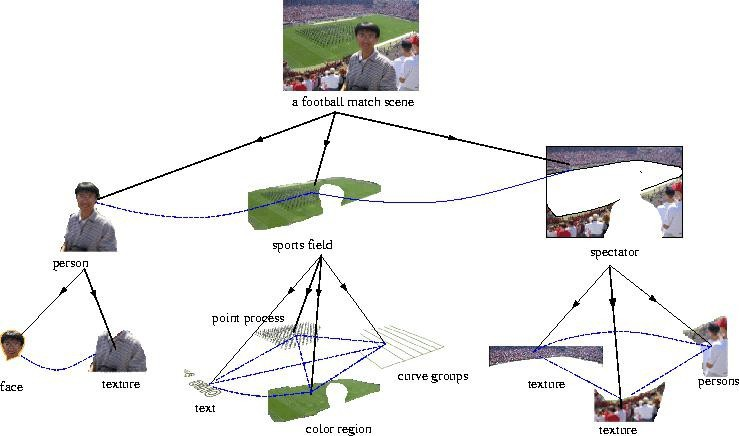 a football match scene
sports field
spectator
person
point process
curve groups
face
texture
text
color region
texture
persons
texture